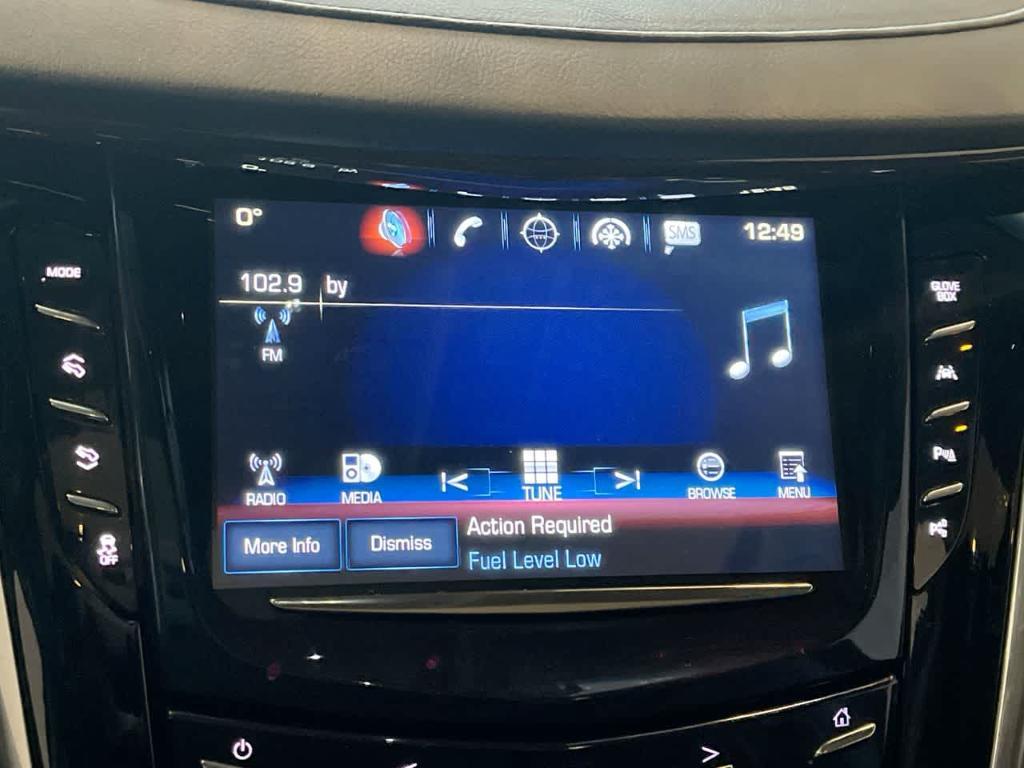 0°
SMS
12:49
102.9 by
FM
RADIO
MEDIA
TUNE
BROWSE
MENU
More Info
Dismiss
Action Required
Fuel Level Low
MODE
OFF
GLOVE
BOX